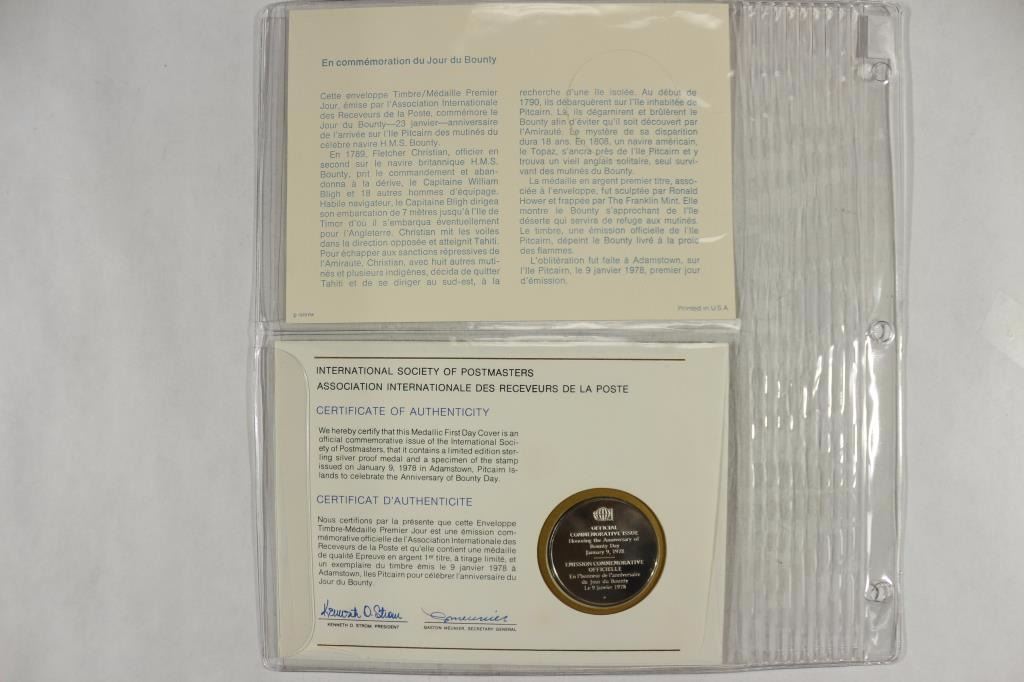 En commémoration du Jour du Bounty
Cette enveloppe Timbre/Médaille Premier
Jour, émise par l'Association Internationale
des Receveurs de la Poste, commémore le
Jour du Bounty—23 janvier—anniversaire
de l'arrivée sur l'Ile Pitcairn des mutinés du
célèbre navire H.M.S. Bounty.
En 1789, Fletcher Christian, officier en
second sur le navire britannique H.M.S.
Bounty, prit le commandement et aban-
donna à la dérive, le Capitaine William
Bligh et 18 autres hommes d'équipage.
Habile navigateur, le Capitaine Bligh dirigea
son embarcation de 7 mètres jusqu'à l'Ile de
Timor d'où il s'embarqua éventuellement
pour l'Angleterre. Christian mit les voiles
dans la direction opposée et atteignit Tahiti.
Pour échapper aux sanctions répressives de
l'Amirauté, Christian, avec huit autres muti-
nés et plusieurs indigènes, décida de quitter
Tahiti et de se diriger au sud-est, à la
recherche d'une île isolée. Au début de
1790, ils débarquèrent sur l'Ile inhabitée de
Pitcairn. Là, ils dégarnirent et brûlèrent le
Bounty afin d'éviter qu'il soit découvert par
l'Amirauté. Le mystère de sa disparition
dura 18 ans. En 1808, un navire américain,
le Topaz, s'ancra près de l'Ile Pitcairn et y
trouva un vieil anglais solitaire, seul survi-
vant des mutinés du Bounty.
La médaille en argent premier titre, asso-
ciée à l'enveloppe, fut sculptée par Ronald
Hower et frappée par The Franklin Mint. Elle
montre le Bounty s'approchant de l'Ile
déserte qui servira de refuge aux mutinés.
Le timbre, une émission officielle de l'Ile
Pitcairn, dépeint le Bounty livré à la proie
des flammes.
L'oblitération fut faite à Adamstown, sur
l'Ile Pitcairn, le 9 janvier 1978, premier jour
d'émission.
Printed in U.S.A.
INTERNATIONAL SOCIETY OF POSTMASTERS
ASSOCIATION INTERNATIONALE DES RECEVEURS DE LA POSTE
CERTIFICATE OF AUTHENTICITY
We hereby certify that this Medallic First Day Cover is an
official commemorative issue of the International Soci-
ety of Postmasters, that it contains a limited edition ster-
ling silver proof medal and a specimen of the stamp
issued on January 9, 1978 in Adamstown, Pitcairn Is-
lands to celebrate the Anniversary of Bounty Day.
CERTIFICAT D'AUTHENTICITE
Nous certifions par la présente que cette Enveloppe
Timbre-Médaille Premier Jour est une émission com-
mémorative officielle de l'Association Internationale des
Receveurs de la Poste et qu'elle contient une médaille
de qualité Epreuve en argent 1er titre, à tirage limité, et
un exemplaire du timbre émis le 9 janvier 1978 à
Adamstown, Iles Pitcairn pour célébrer l'anniversaire du
Jour du Bounty.
Kenneth O. Strom
KENNETH O. STROM, PRESIDENT
GASTON MEUNIER, SECRETARY GENERAL
OFFICIAL
COMMEMORATIVE ISSUE
Honoring the Anniversary of
Bounty Day
January 9, 1978
EMISSION COMMEMORATIVE
OFFICIELLE
En l'honneur de l'anniversaire
du Jour du Bounty
Le 9 janvier 1978